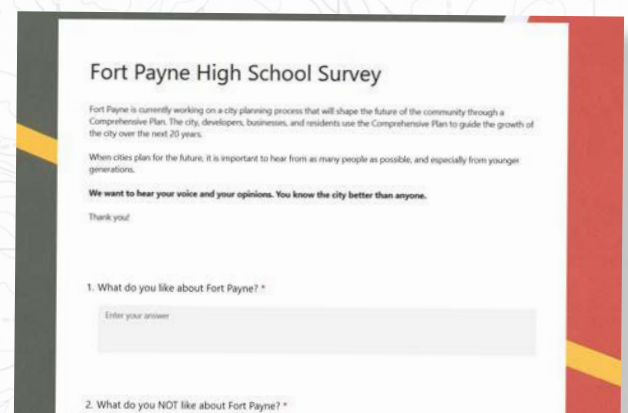 Fort Payne High School Survey
Fort Payne is currently working on a city planning process that will shape the future of the community through a
Comprehensive Plan. The city, developers, businesses, and residents use the Comprehensive Plan to guide the growth of
the city over the next 20 years.
When cities plan for the future, it is important to hear from as many people as possible, and especially from younger
generations.
We want to hear your voice and your opinions. You know the city better than anyone.
Thank you!
1. What do you like about Fort Payne? *
Enter your answer
2. What do you NOT like about Fort Payne? *